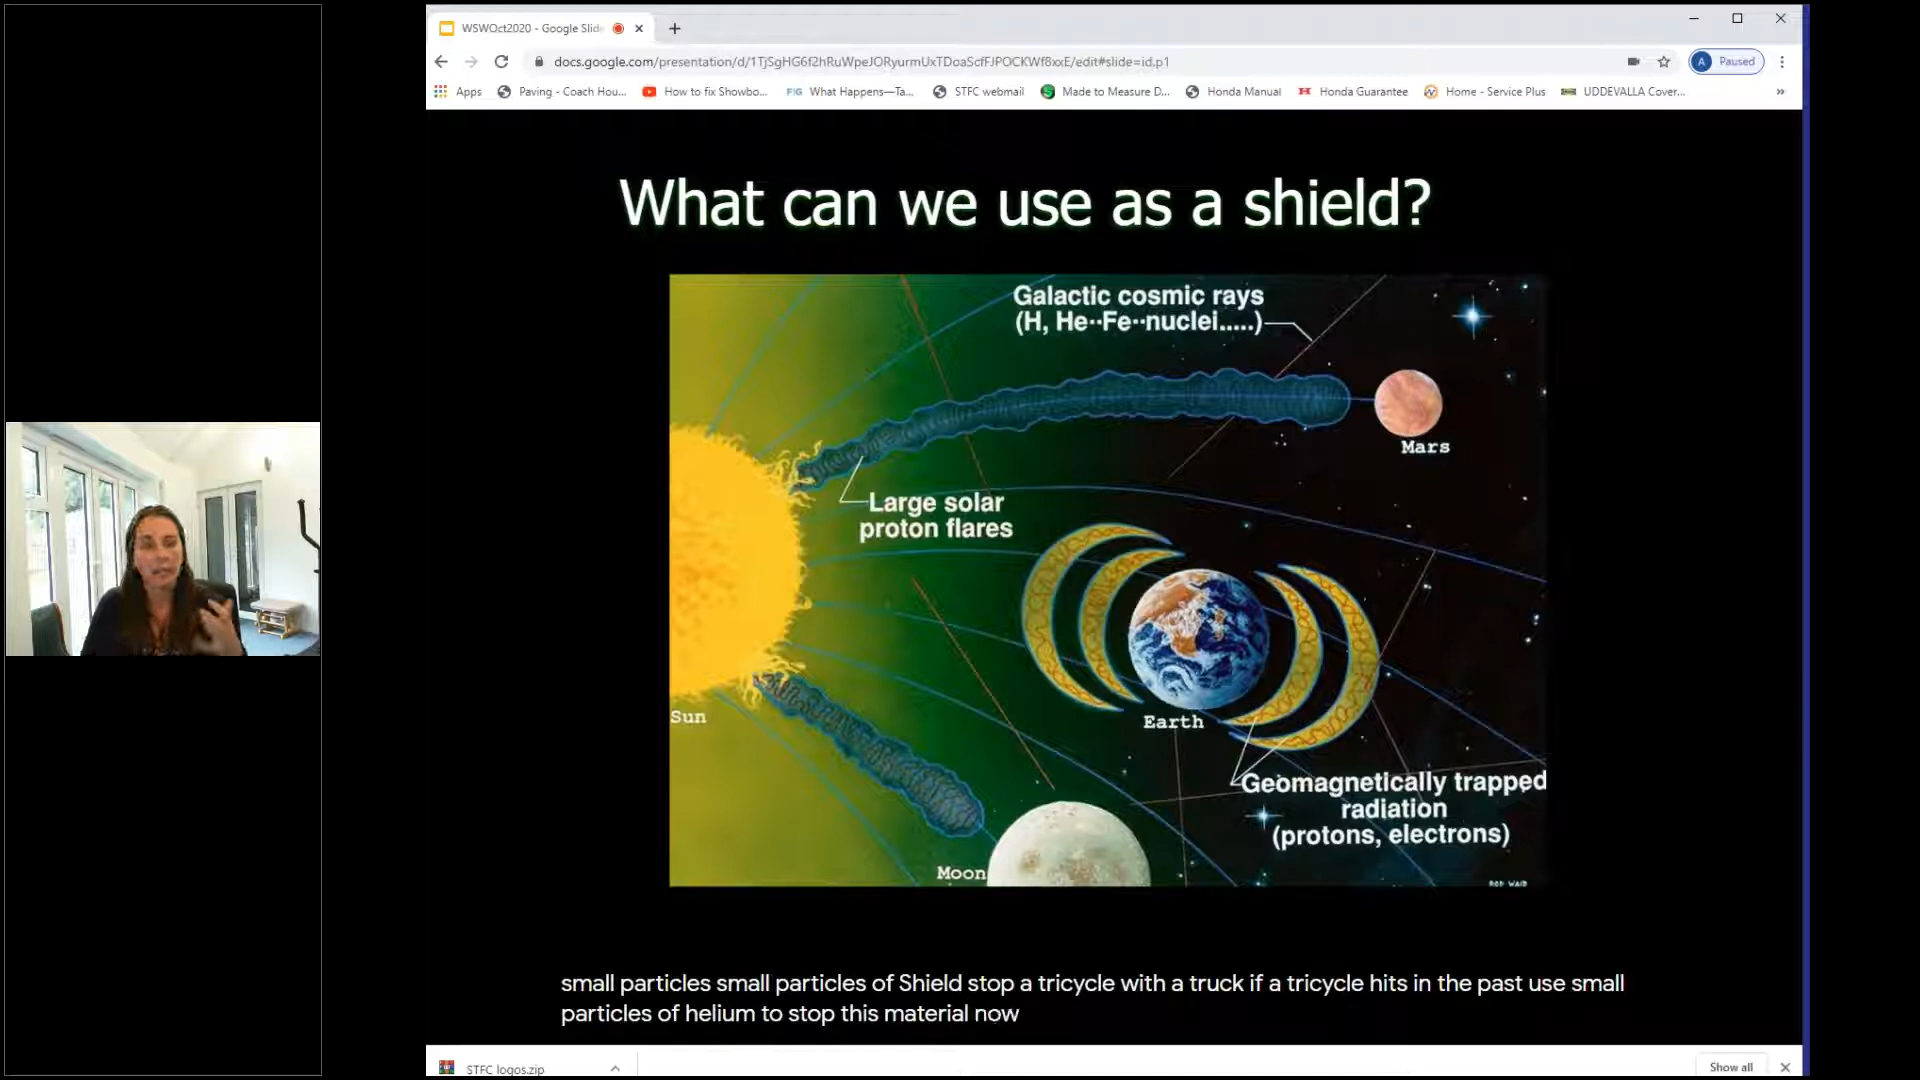 WSWOct2020 - Google Slid
docs.google.com/presentation/d/1TjSgHG6f2hRuWpeJORyurmUxTDoaScfFJPOCKWf8xxE/edit#slide=id.p1
A Paused
Apps
Paving - Coach Hou...
How to fix Showbo...
FIG What Happens—Ta...
STFC webmail
Made to Measure D...
Honda Manual
Honda Guarantee
Home - Service Plus
UDDEVALLA Cover...
What can we use as a shield?
Galactic cosmic rays
(H, He··Fe··nuclei.....)
Mars
Large solar
proton flares
Sun
Earth
Geomagnetically trapped
radiation
(protons, electrons)
Moon
ROD WAID
small particles small particles of Shield stop a tricycle with a truck if a tricycle hits in the past use small
particles of helium to stop this material now
STFC logos.zip
Show all